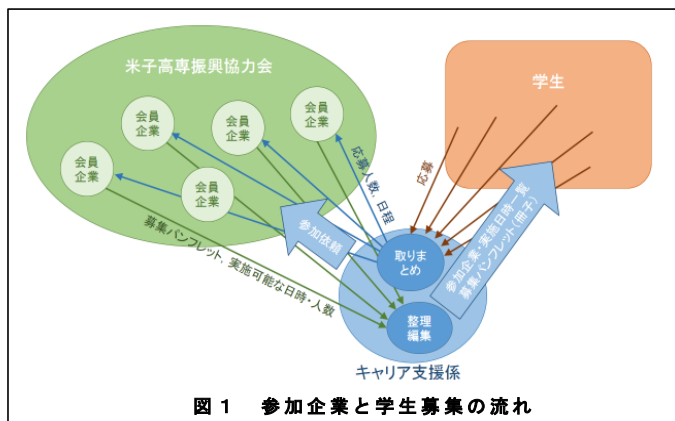 米子高専振興協力会
学生
会員
企業
会員
企業
会員
企業
会員
企業
会員
企業
応募人数，日程
応募
参加依頼
募集パンフレット，実施可能な日時・人数
参加企業・実施日時一覧
募集パンフレット（冊子）
取りま
とめ
整理
編集
キャリア支援係
図１　参加企業と学生募集の流れ